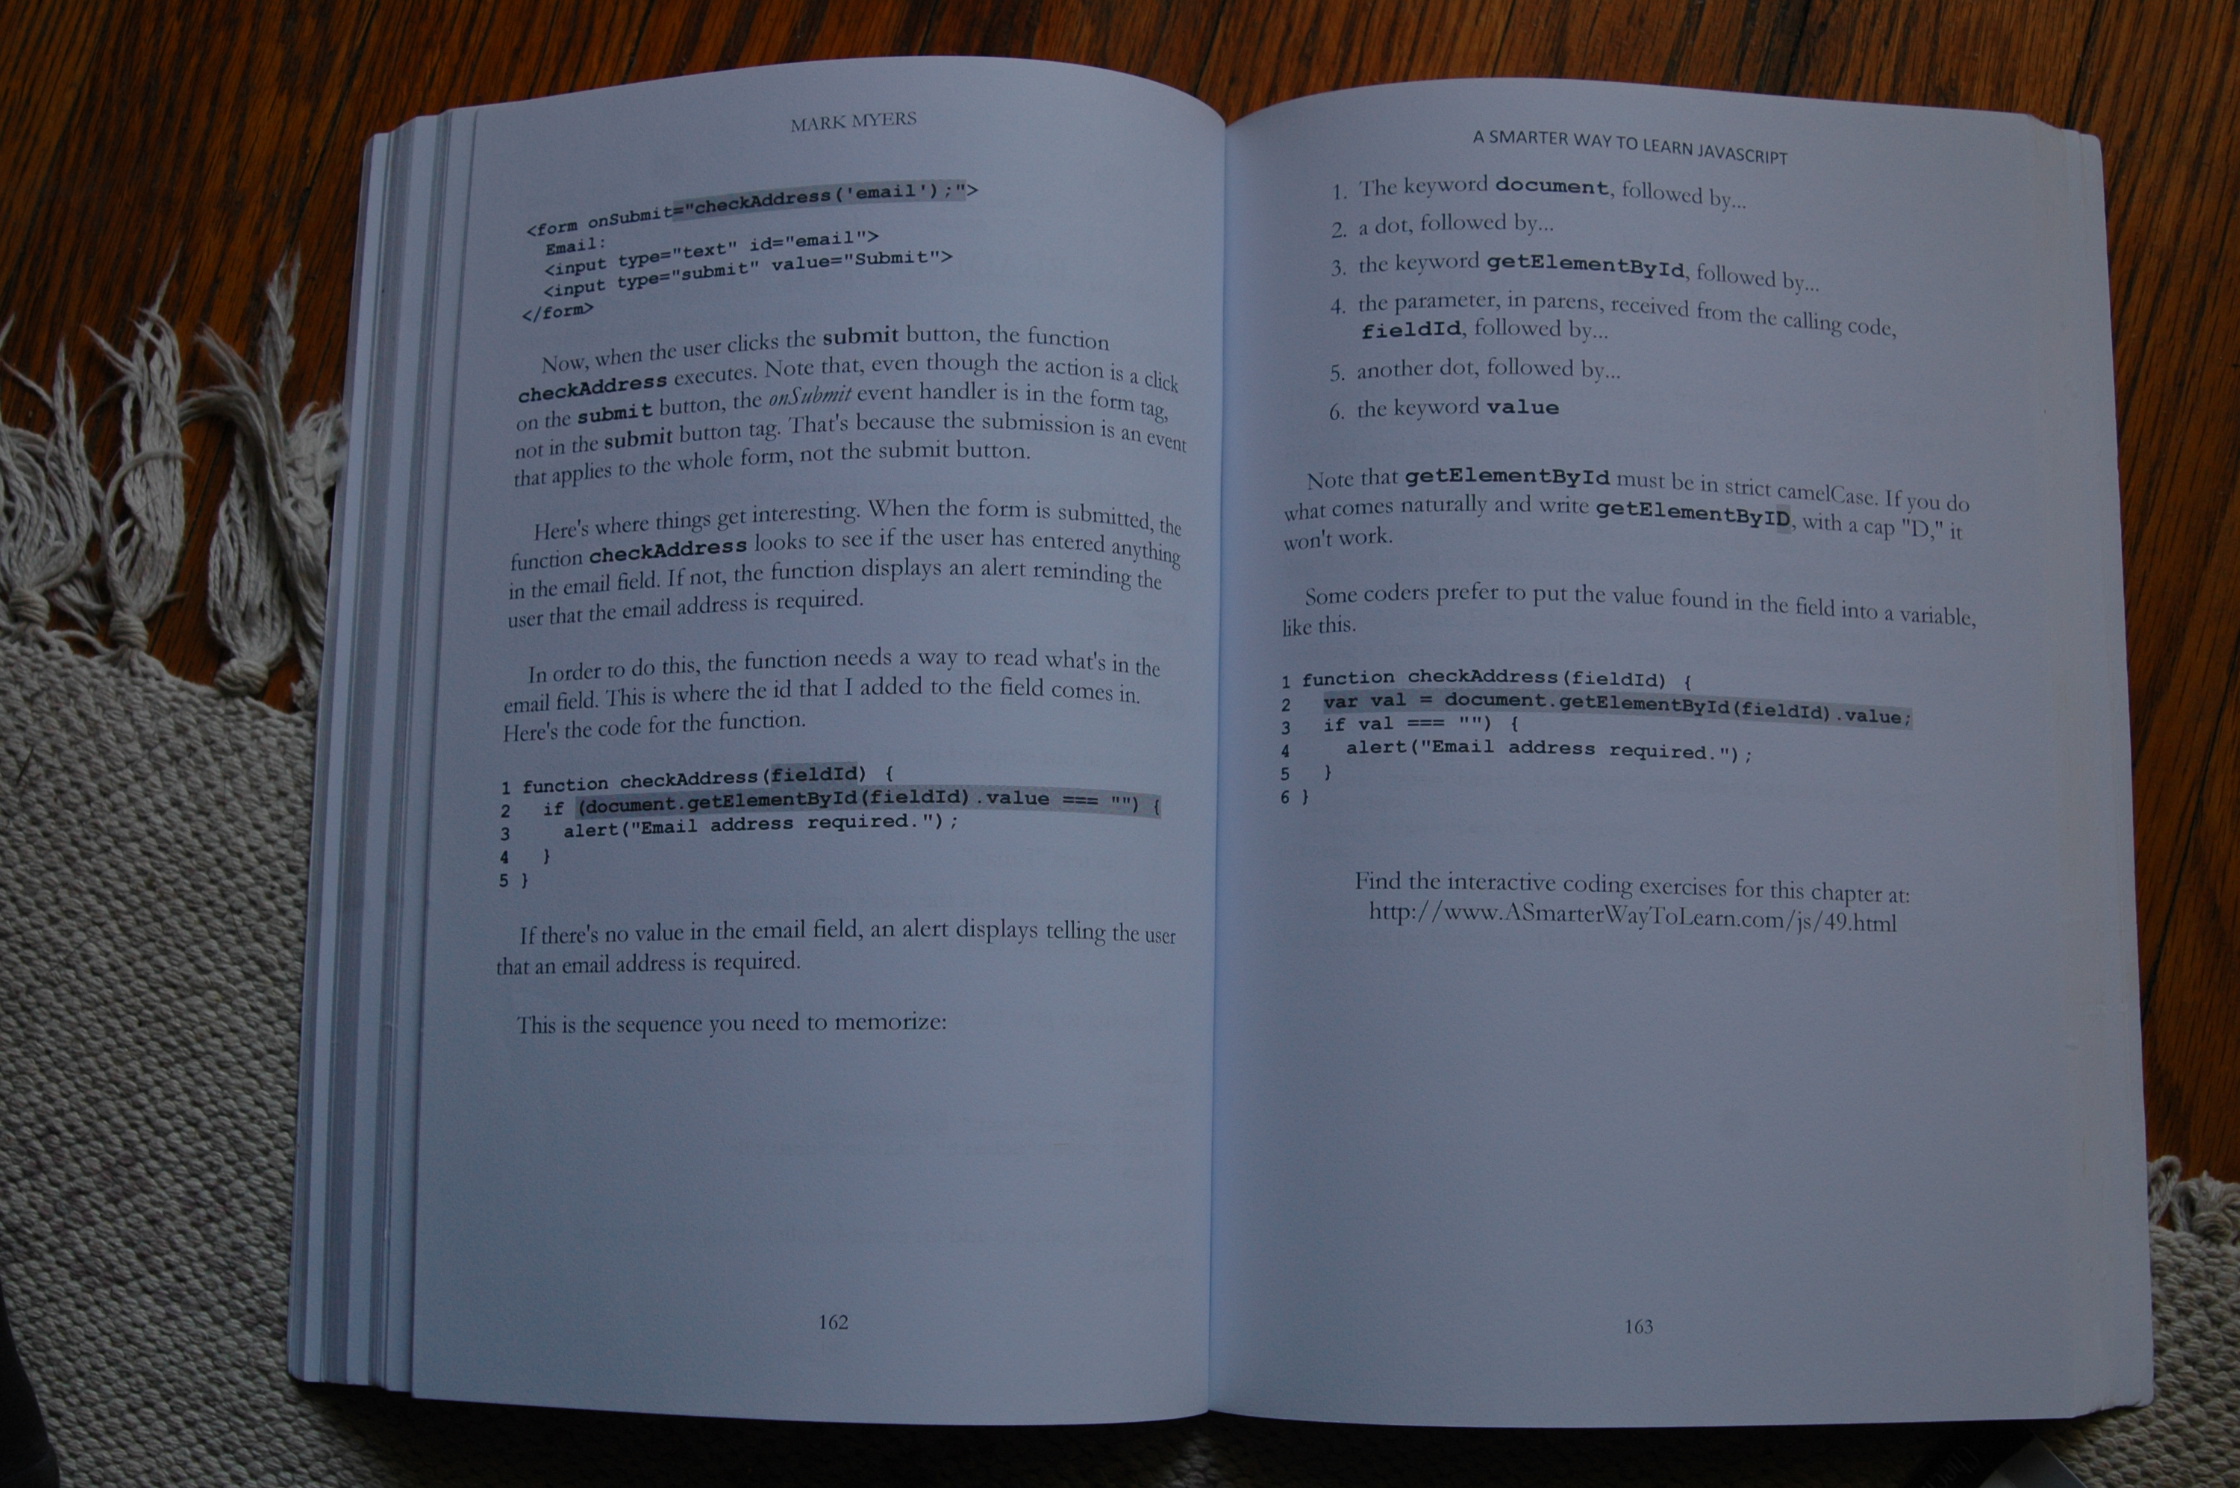 MARK MYERS
<form onSubmit="checkAddress('email');">
Email:
<input type="text" id="email">
<input type="submit" value="Submit">
</form>
Now, when the user clicks the submit button, the function
checkAddress executes. Note that, even though the action is a click
on the submit button, the onSubmit event handler is in the form tag,
not in the submit button tag. That's because the submission is an event
that applies to the whole form, not the submit button.
Here's where things get interesting. When the form is submitted, the
function checkAddress looks to see if the user has entered anything
in the email field. If not, the function displays an alert reminding the
user that the email address is required.
In order to do this, the function needs a way to read what's in the
email field. This is where the id that I added to the field comes in.
Here's the code for the function.
1 function checkAddress(fieldId) {
2 if (document.getElementById(fieldId).value === "") {
3 alert("Email address required.");
4 }
5 }
If there's no value in the email field, an alert displays telling the user
that an email address is required.
This is the sequence you need to memorize:
162
A SMARTER WAY TO LEARN JAVASCRIPT
1. The keyword document, followed by...
2. a dot, followed by...
3. the keyword getElementById, followed by...
4. the parameter, in parens, received from the calling code,
fieldId, followed by...
5. another dot, followed by...
6. the keyword value
Note that getElementById must be in strict camelCase. If you do
what comes naturally and write getElementByID, with a cap "D," it
won't work.
Some coders prefer to put the value found in the field into a variable,
like this.
1 function checkAddress(fieldId) {
2 var val = document.getElementById(fieldId).value;
3 if val === "") {
4 alert("Email address required.");
5 }
6 }
Find the interactive coding exercises for this chapter at:
http://www.ASmarterWayToLearn.com/js/49.html
163